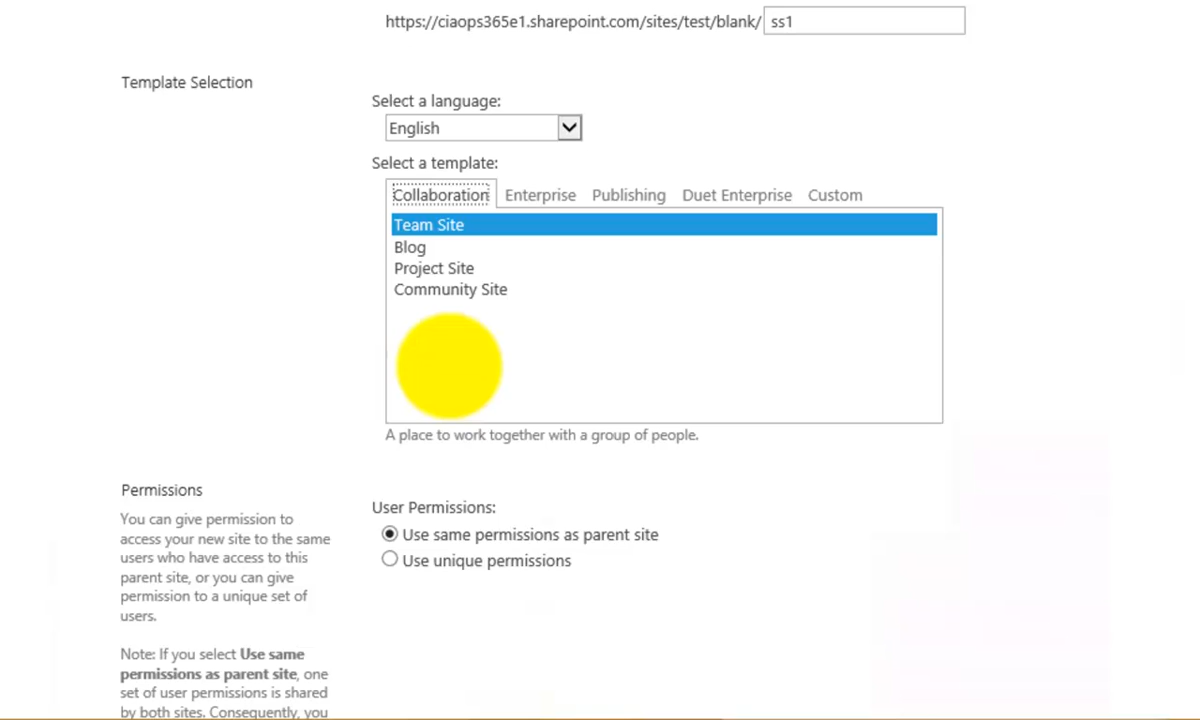 https://ciaops365e1.sharepoint.com/sites/test/blank/ ss1
Template Selection
Select a language:
English
Select a template:
Collaboration Enterprise Publishing Duet Enterprise Custom
Team Site
Blog
Project Site
Community Site
A place to work together with a group of people.
Permissions
You can give permission to
access your new site to the same
users who have access to this
parent site, or you can give
permission to a unique set of
users.
Note: If you select Use same
permissions as parent site, one
set of user permissions is shared
by both sites. Consequently, you
User Permissions:
Use same permissions as parent site
Use unique permissions